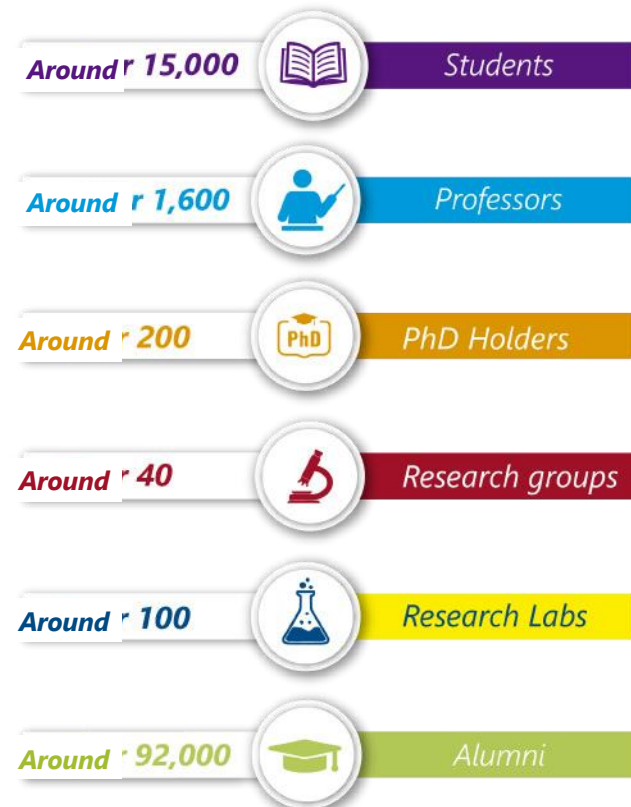 Around r 15,000 Students
Around r 1,600 Professors
Around r 200 PhD Holders
PhD
Around r 40 Research groups
Around r 100 Research Labs
Around r 92,000 Alumni